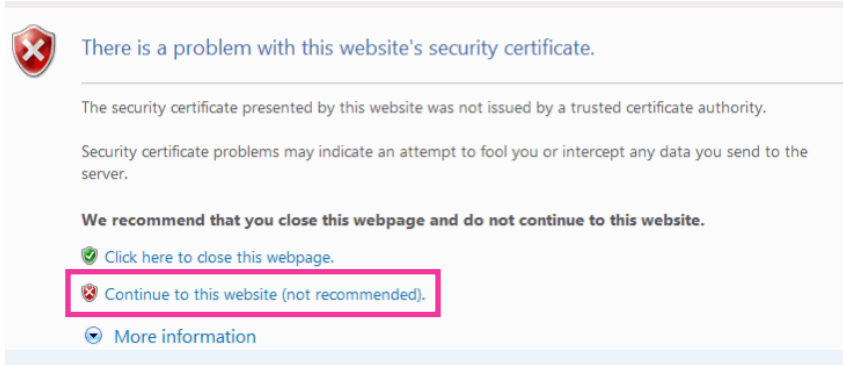 There is a problem with this website's security certificate.
The security certificate presented by this website was not issued by a trusted certificate authority.
Security certificate problems may indicate an attempt to fool you or intercept any data you send to the
server.
We recommend that you close this webpage and do not continue to this website.
Click here to close this webpage.
Continue to this website (not recommended).
More information